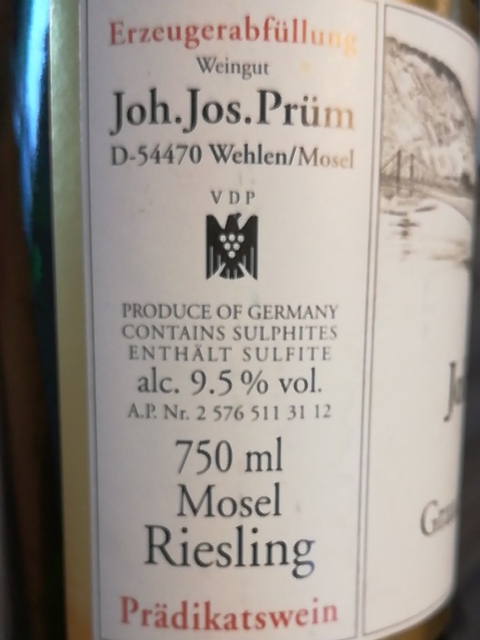 Erzeugerabfüllung
Weingut
Joh.Jos.Prüm
D-54470 Wehlen/Mosel
VDP
PRODUCE OF GERMANY
CONTAINS SULPHITES
ENTHÄLT SULFITE
alc. 9.5 % vol.
A.P. Nr. 2 576 511 31 12
750 ml
Mosel
Riesling
Prädikatswein